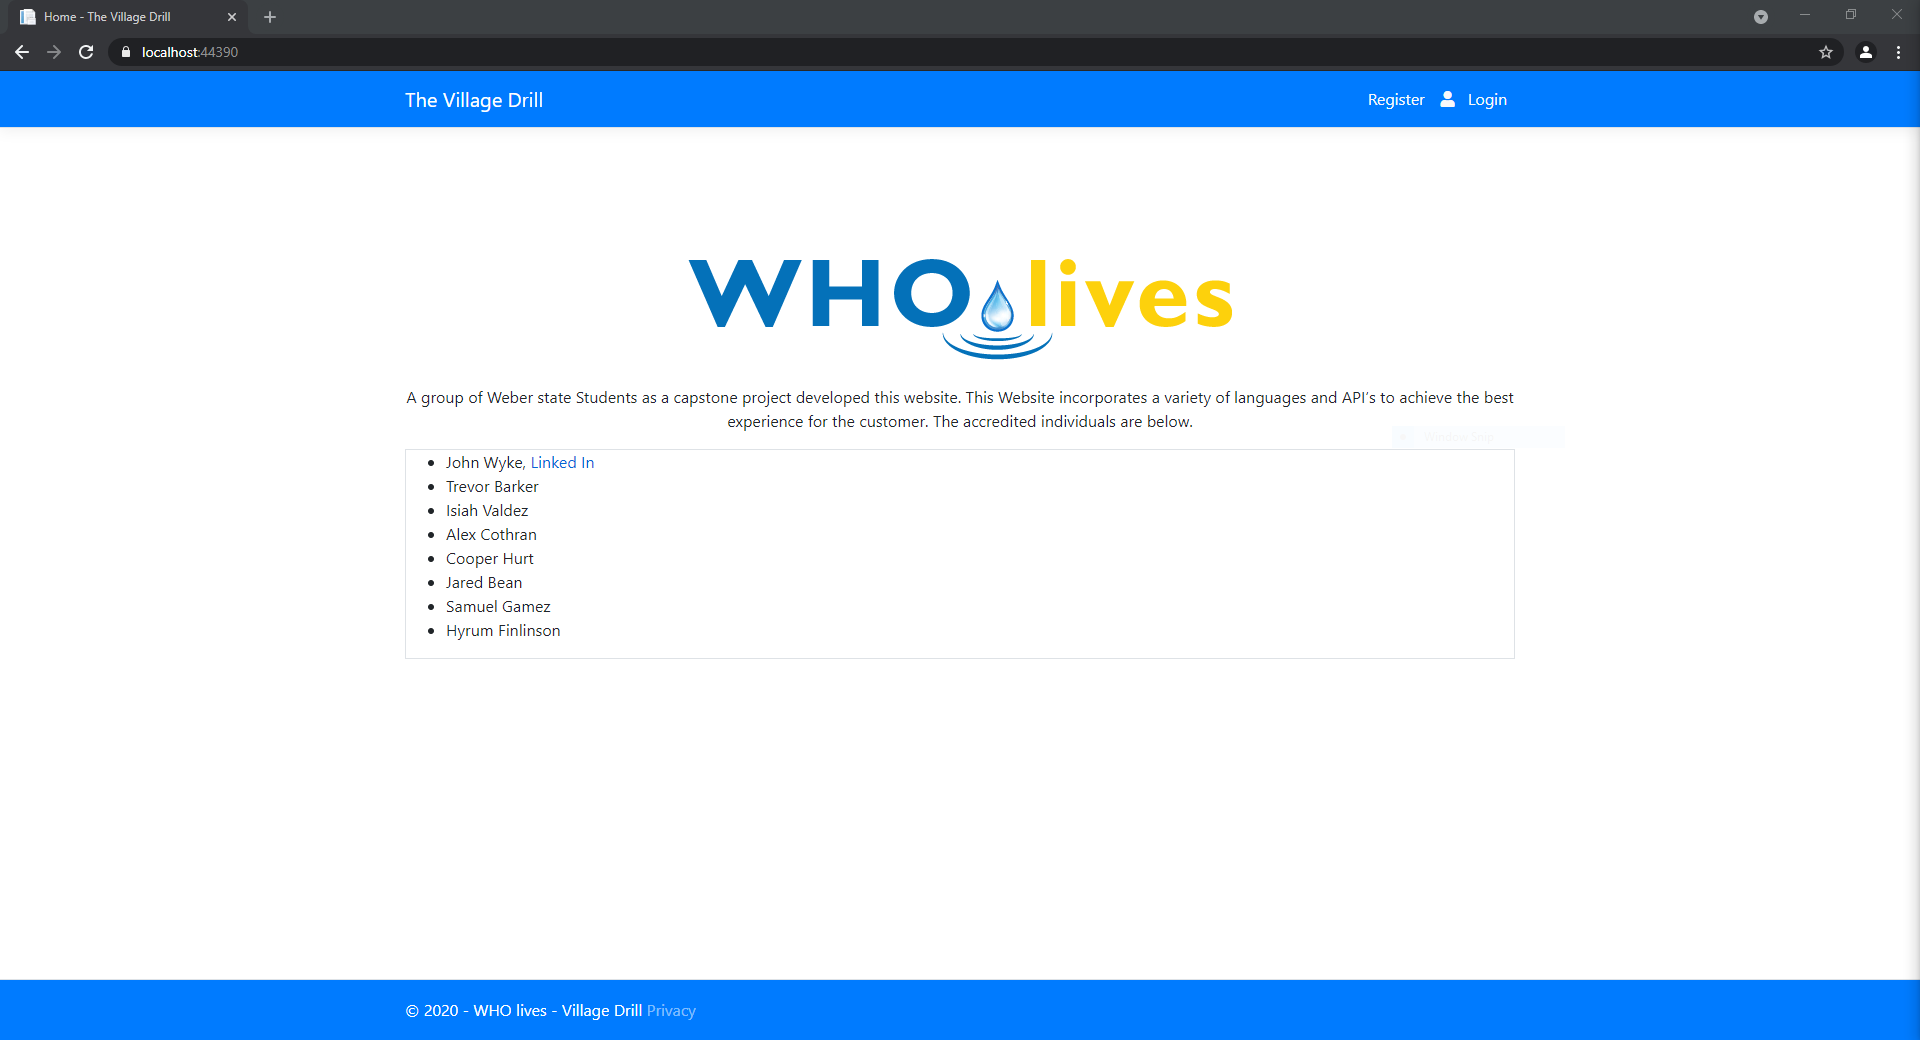 Home - The Village Drill
localhost:44390
The Village Drill
Register Login
WHO lives
A group of Weber state Students as a capstone project developed this website. This Website incorporates a variety of languages and API's to achieve the best
experience for the customer. The accredited individuals are below.
Window Snip
John Wyke, Linked In
Trevor Barker
Isiah Valdez
Alex Cothran
Cooper Hurt
Jared Bean
Samuel Gamez
Hyrum Finlinson
© 2020 - WHO lives - Village Drill Privacy